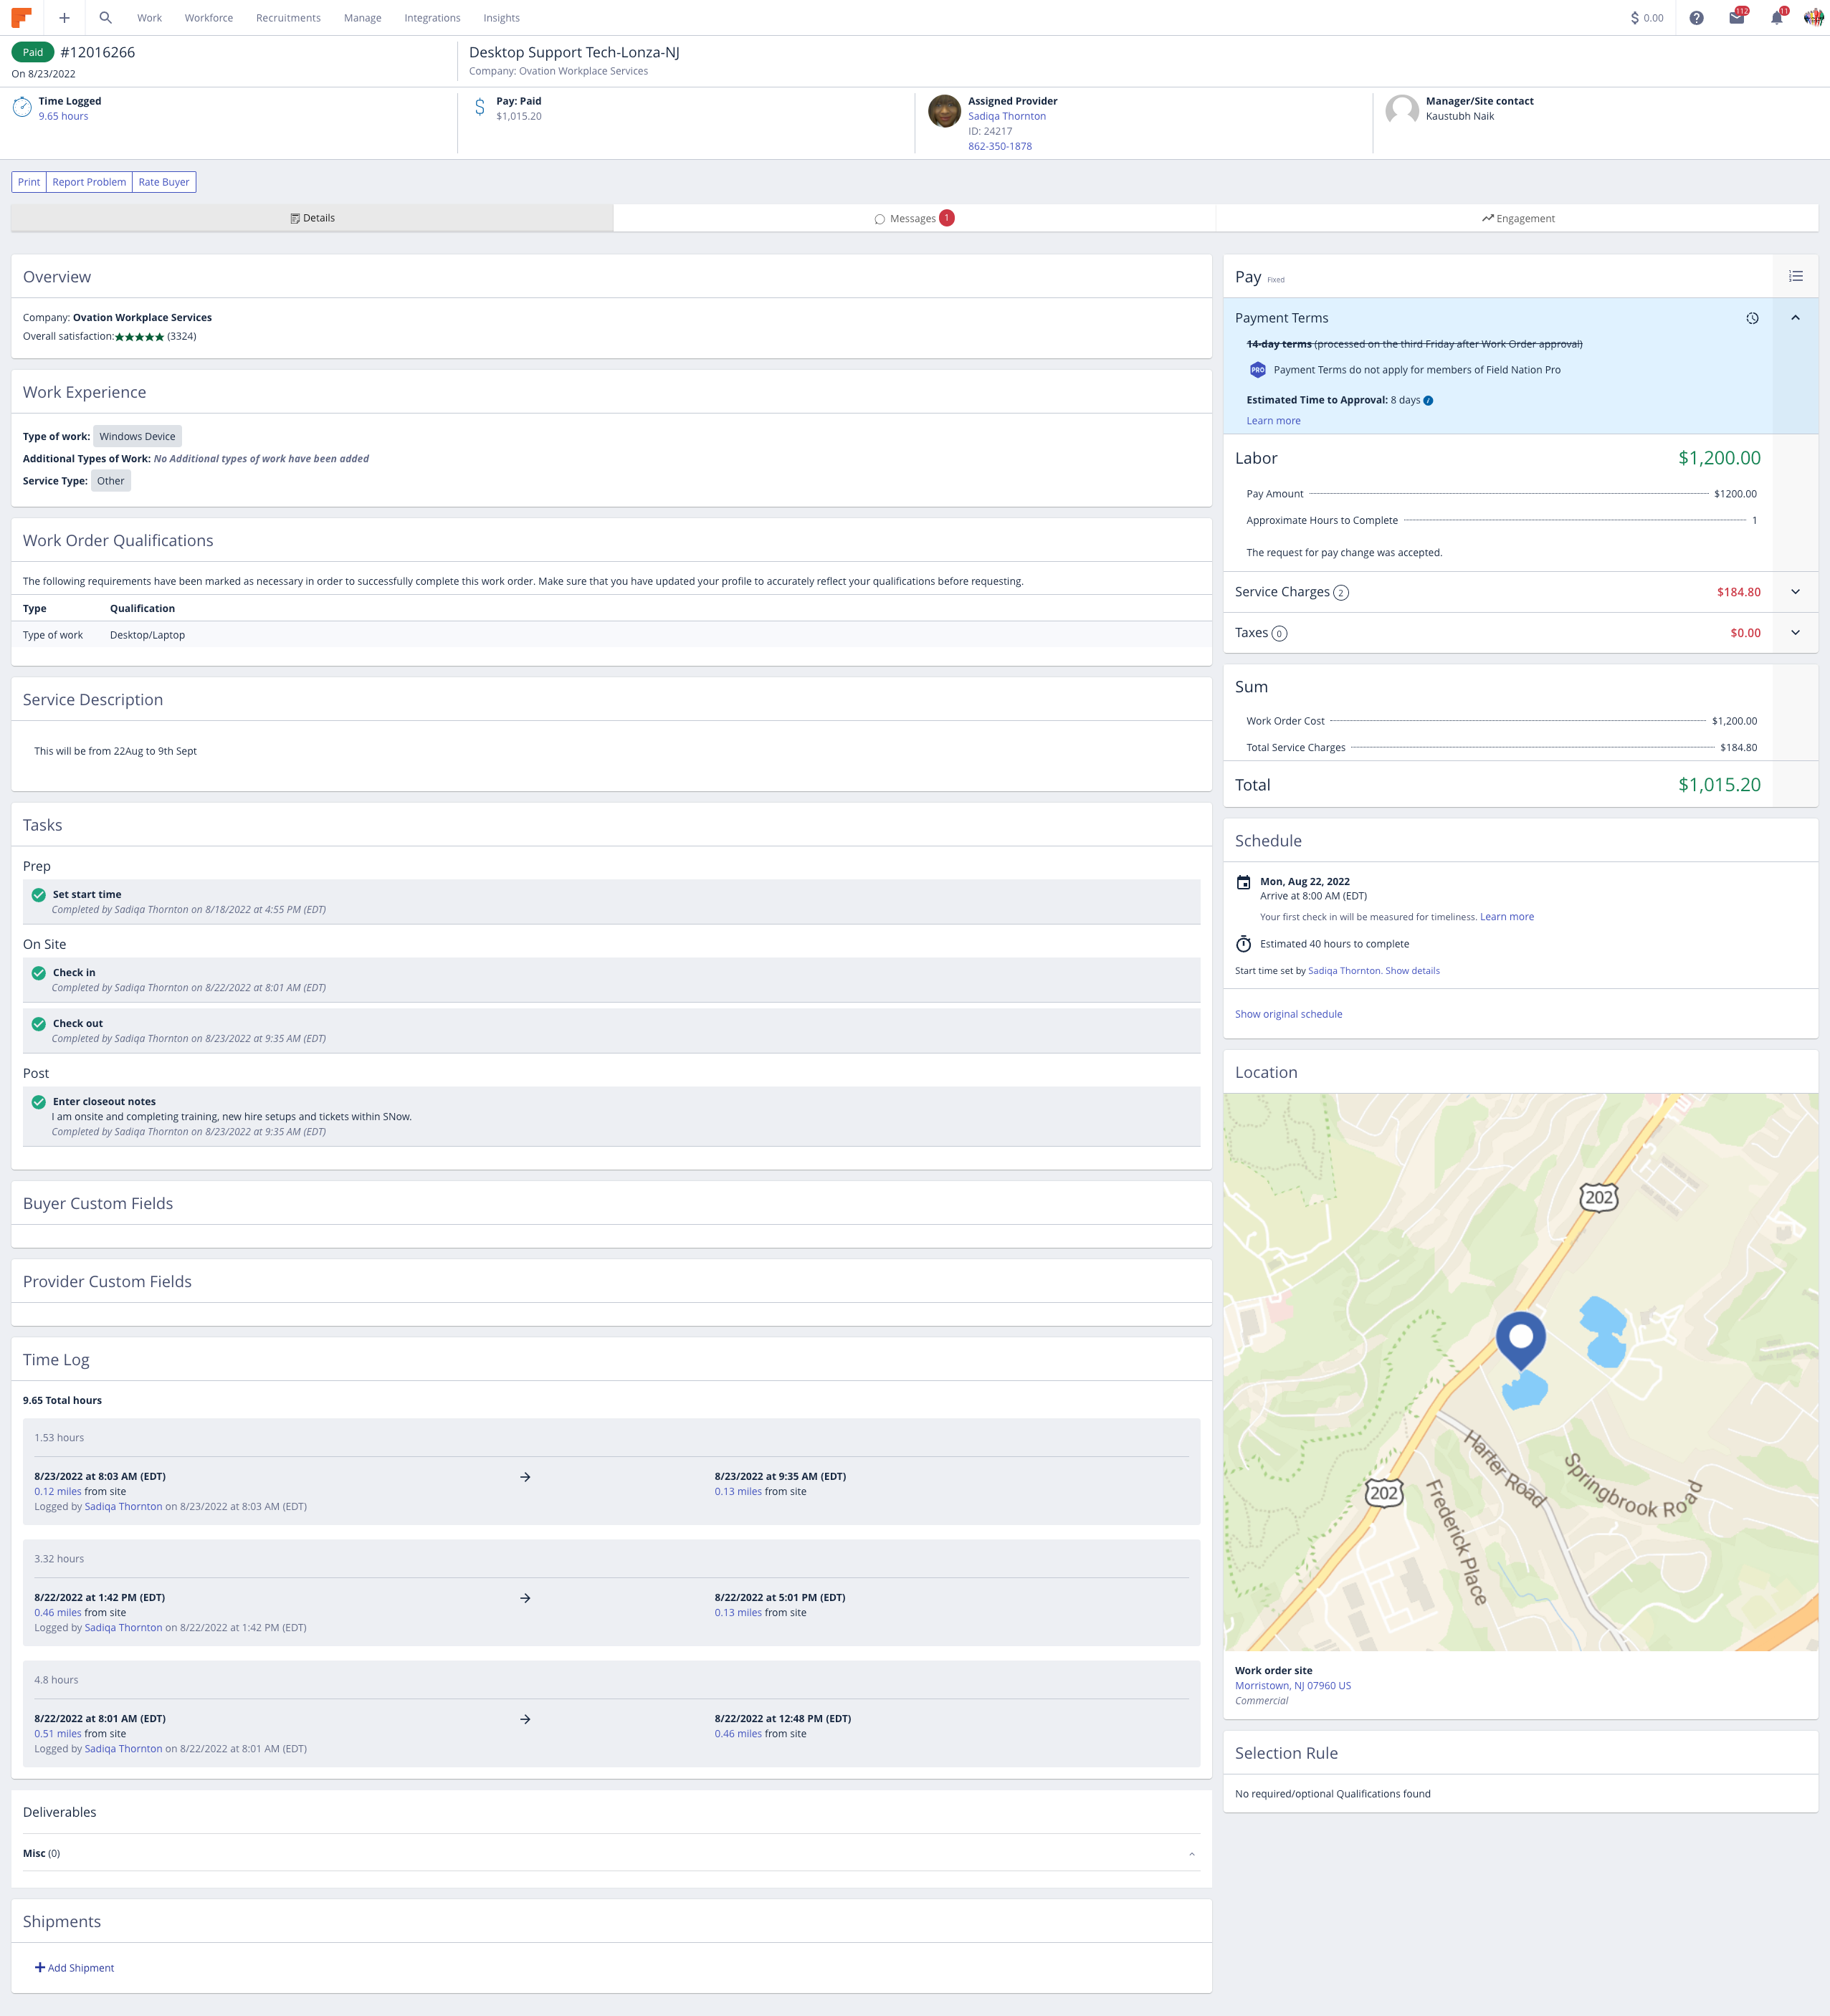 Work Workforce Recruitments Manage Integrations Insights $ 0.00 112 11
Paid #12016266
On 8/23/2022
Desktop Support Tech-Lonza-NJ
Company: Ovation Workplace Services
Time Logged
9.65 hours
Pay: Paid
$1,015.20
Assigned Provider
Sadiqa Thornton
ID: 24217
862-350-1878
Manager/Site contact
Kaustubh Naik
Print Report Problem Rate Buyer
Details Messages 1 Engagement
Overview
Company: Ovation Workplace Services
Overall satisfaction:★★★★★ (3324)
Work Experience
Type of work: Windows Device
Additional Types of Work: No Additional types of work have been added
Service Type: Other
Work Order Qualifications
The following requirements have been marked as necessary in order to successfully complete this work order. Make sure that you have updated your profile to accurately reflect your qualifications before requesting.
Type Qualification
Type of work Desktop/Laptop
Service Description
This will be from 22Aug to 9th Sept
Tasks
Prep
Set start time
Completed by Sadiqa Thornton on 8/18/2022 at 4:55 PM (EDT)
On Site
Check in
Completed by Sadiqa Thornton on 8/22/2022 at 8:01 AM (EDT)
Check out
Completed by Sadiqa Thornton on 8/23/2022 at 9:35 AM (EDT)
Post
Enter closeout notes
I am onsite and completing training, new hire setups and tickets within SNow.
Completed by Sadiqa Thornton on 8/23/2022 at 9:35 AM (EDT)
Buyer Custom Fields
Provider Custom Fields
Time Log
9.65 Total hours
1.53 hours
8/23/2022 at 8:03 AM (EDT) → 8/23/2022 at 9:35 AM (EDT)
0.12 miles from site 0.13 miles from site
Logged by Sadiqa Thornton on 8/23/2022 at 8:03 AM (EDT)
3.32 hours
8/22/2022 at 1:42 PM (EDT) → 8/22/2022 at 5:01 PM (EDT)
0.46 miles from site 0.13 miles from site
Logged by Sadiqa Thornton on 8/22/2022 at 1:42 PM (EDT)
4.8 hours
8/22/2022 at 8:01 AM (EDT) → 8/22/2022 at 12:48 PM (EDT)
0.51 miles from site 0.46 miles from site
Logged by Sadiqa Thornton on 8/22/2022 at 8:01 AM (EDT)
Deliverables
Misc (0)
Shipments
+ Add Shipment
Pay Fixed
Payment Terms
14-day terms (processed on the third Friday after Work Order approval)
PRO Payment Terms do not apply for members of Field Nation Pro
Estimated Time to Approval: 8 days
Learn more
Labor $1,200.00
Pay Amount $1200.00
Approximate Hours to Complete 1
The request for pay change was accepted.
Service Charges 2 $184.80
Taxes 0 $0.00
Sum
Work Order Cost $1,200.00
Total Service Charges $184.80
Total $1,015.20
Schedule
Mon, Aug 22, 2022
Arrive at 8:00 AM (EDT)
Your first check in will be measured for timeliness. Learn more
Estimated 40 hours to complete
Start time set by Sadiqa Thornton. Show details
Show original schedule
Location
202
202
Harter Road
Springbrook Road
Frederick Place
Work order site
Morristown, NJ 07960 US
Commercial
Selection Rule
No required/optional Qualifications found